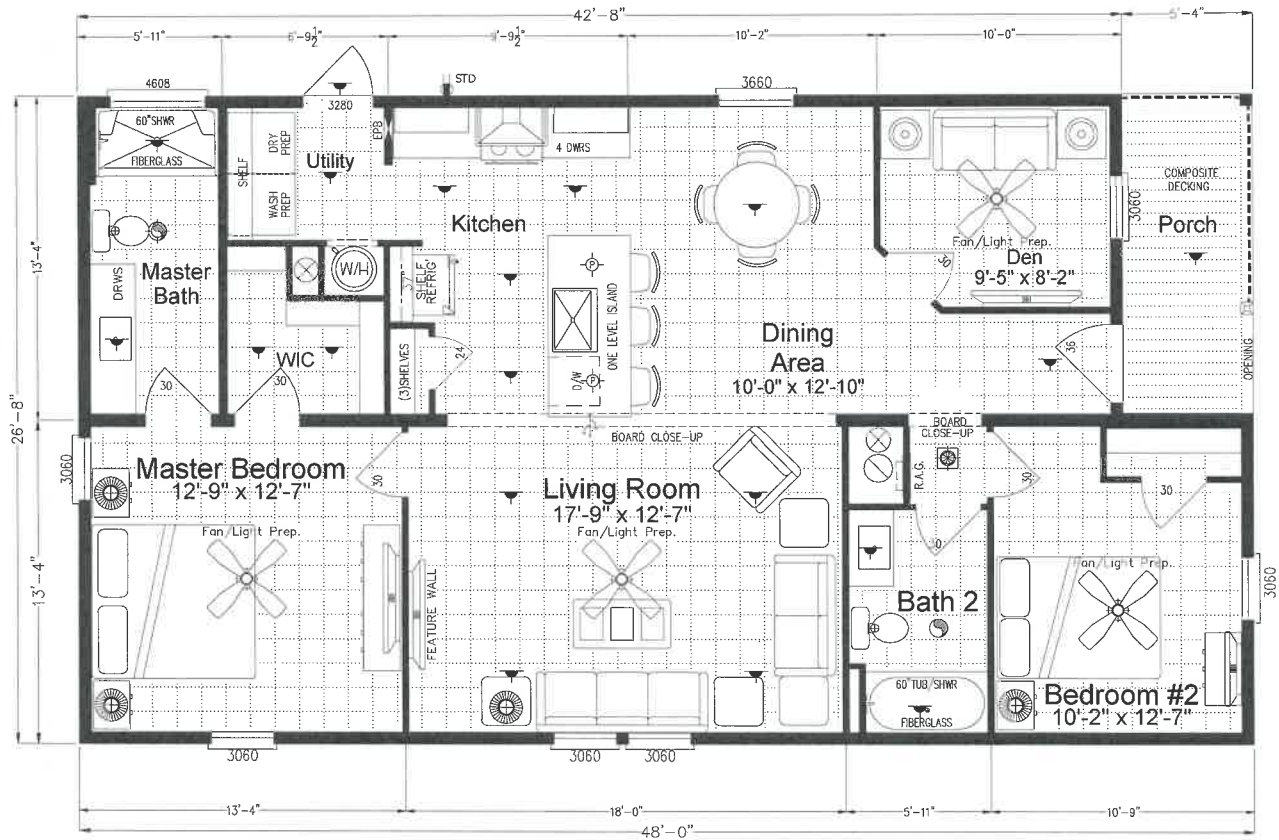 42'-8"
5'-4"
5'-11"
6'-9½"
9'-9½"
10'-2"
10'-0"
4608
3280
STD
3660
60"SHWR
FIBERGLASS
SHELF
DRY PREP
WASH PREP
Utility
EPB
4 DWRS
COMPOSITE DECKING
3060
Porch
Kitchen
Fan/Light Prep.
Den
9'-5" x 8'-2"
30
Master Bath
DRWS
W/H
37" SHELF
REFRIG'
P
ONE LEVEL ISLAND
D/W
P
WIC
(3)SHELVES
24
Dining Area
10'-0" x 12'-10"
36
OPENING
30
30
13'-4"
26'-8"
13'-4"
BOARD CLOSE-UP
BOARD CLOSE-UP
3060
Master Bedroom
12'-9" x 12'-7"
Fan/Light Prep.
30
Living Room
17'-9" x 12'-7"
Fan/Light Prep.
FEATURE WALL
R.A.G.
30
30
Fan/Light Prep.
3060
Bath 2
60"TUB/SHWR
FIBERGLASS
Bedroom #2
10'-2" x 12'-7"
3060
3060
3060
13'-4"
18'-0"
5'-11"
10'-9"
48'-0"